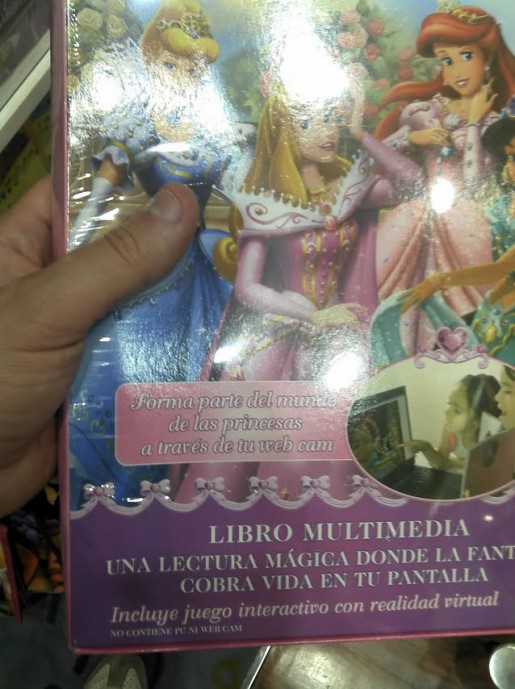 Forma parte del mundo
de las princesas
a través de tu web cam
LIBRO MULTIMEDIA
UNA LECTURA MÁGICA DONDE LA FANT
COBRA VIDA EN TU PANTALLA
Incluye juego interactivo con realidad virtual
NO CONTIENE PC NI WEB CAM